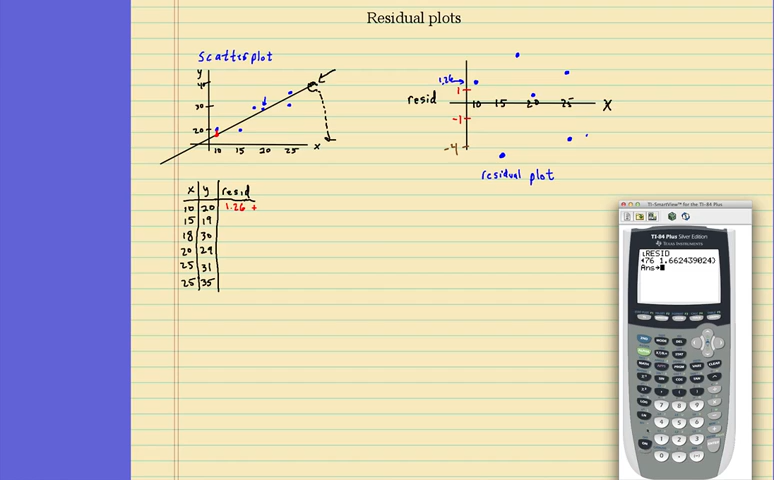 Residual plots
Scatterplot
y
40
30
20
10 15 20 25 x
1.26
resid
1
-1
-4
10 15 20 25 X
residual plot
x y resid
10 20 1.26 +
15 19
18 30
20 29
25 31
25 35
TI-SmartView™ for the TI-84 Plus
TI-84 Plus Silver Edition
TEXAS INSTRUMENTS
LRESID
(76 1.662439024)
Ans→